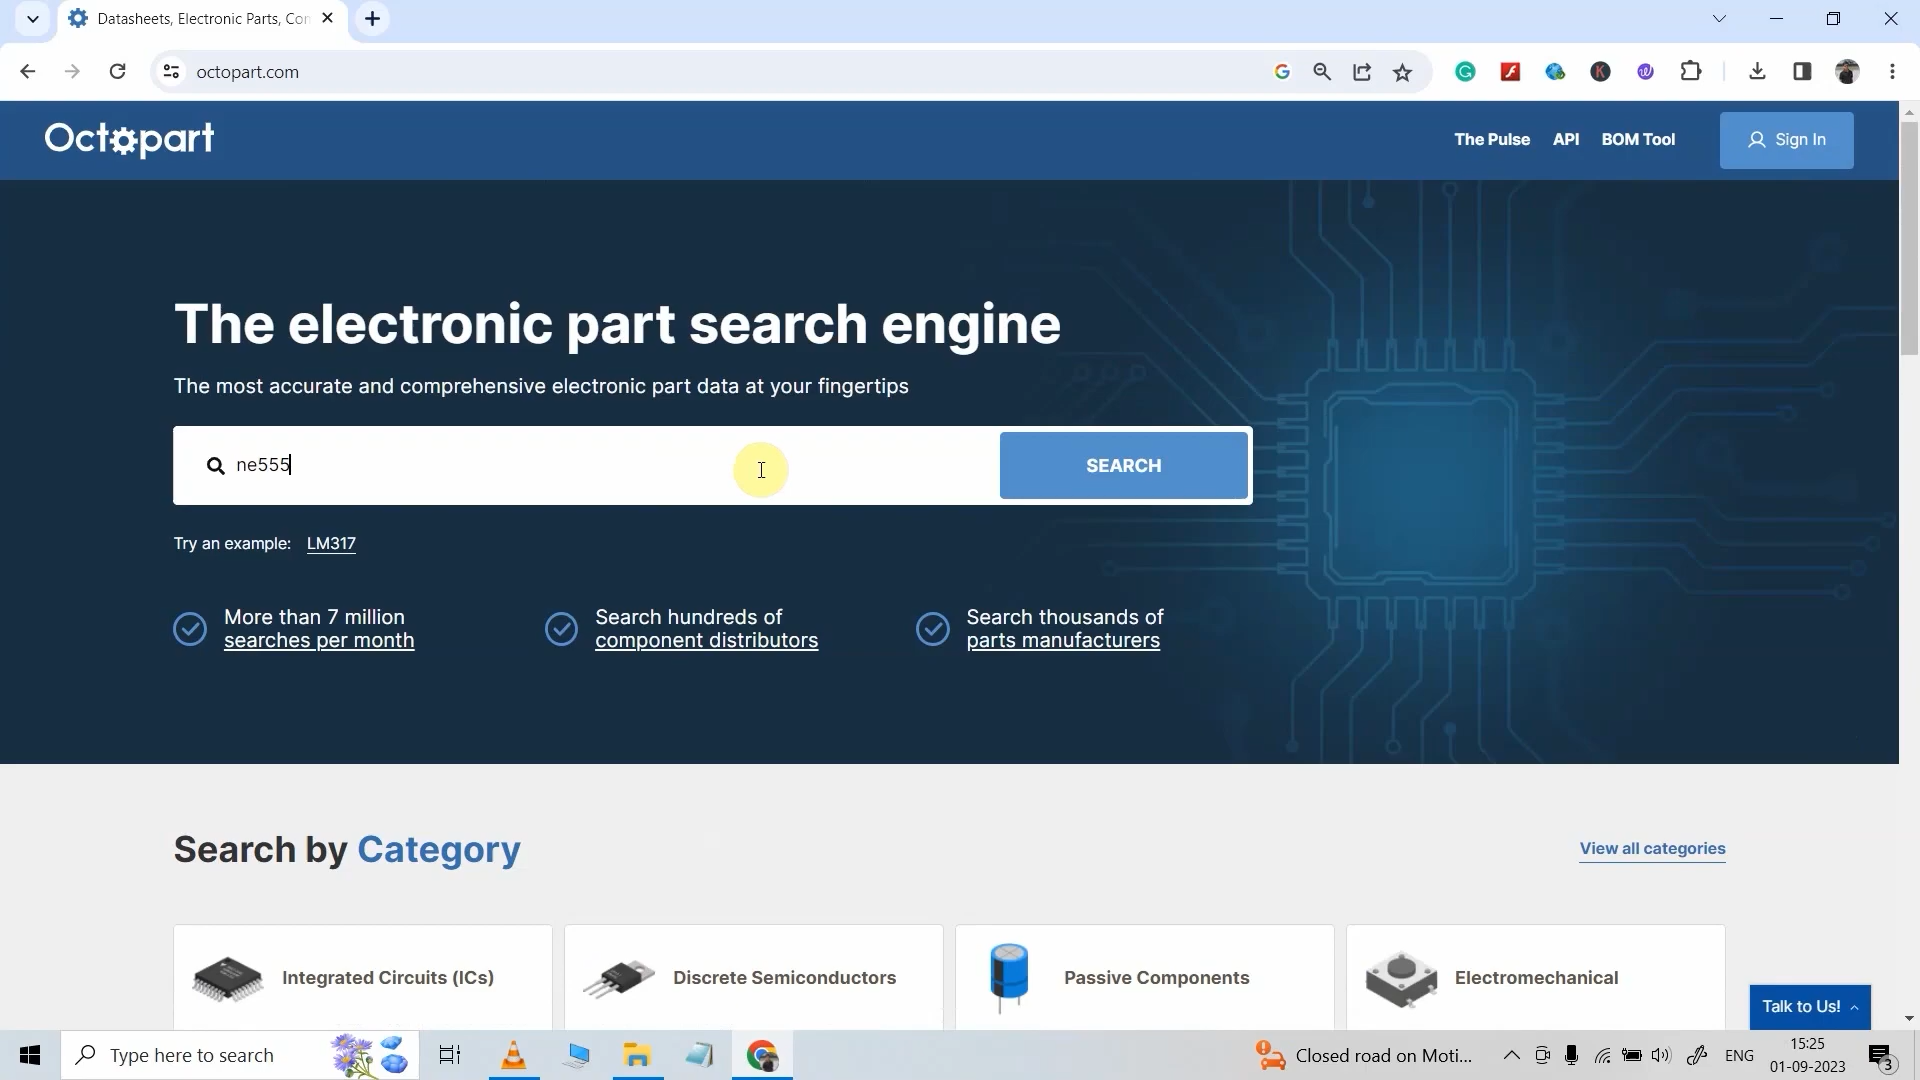 Datasheets, Electronic Parts, Con
octopart.com
Octopart
The Pulse
API
BOM Tool
Sign In
The electronic part search engine
The most accurate and comprehensive electronic part data at your fingertips
ne555
SEARCH
Try an example: LM317
More than 7 million
searches per month
Search hundreds of
component distributors
Search thousands of
parts manufacturers
Search by Category
View all categories
Integrated Circuits (ICs)
Discrete Semiconductors
Passive Components
Electromechanical
Talk to Us!
Type here to search
Closed road on Moti...
ENG
15:25
01-09-2023
3